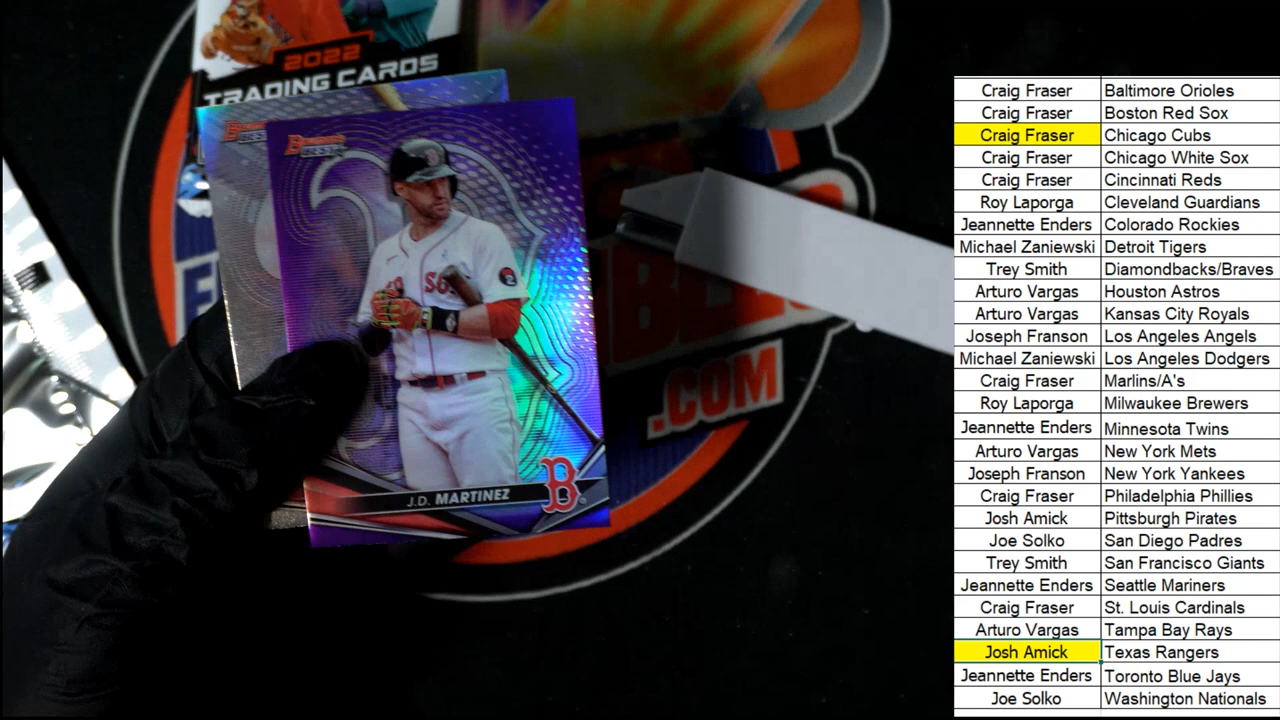 2022
TRADING CARDS
Bowman's
BEST
Bowman's
BEST
SOX
J.D. MARTINEZ
B
.COM
Craig Fraser Baltimore Orioles
Craig Fraser Boston Red Sox
Craig Fraser Chicago Cubs
Craig Fraser Chicago White Sox
Craig Fraser Cincinnati Reds
Roy Laporga Cleveland Guardians
Jeannette Enders Colorado Rockies
Michael Zaniewski Detroit Tigers
Trey Smith Diamondbacks/Braves
Arturo Vargas Houston Astros
Arturo Vargas Kansas City Royals
Joseph Franson Los Angeles Angels
Michael Zaniewski Los Angeles Dodgers
Craig Fraser Marlins/A's
Roy Laporga Milwaukee Brewers
Jeannette Enders Minnesota Twins
Arturo Vargas New York Mets
Joseph Franson New York Yankees
Craig Fraser Philadelphia Phillies
Josh Amick Pittsburgh Pirates
Joe Solko San Diego Padres
Trey Smith San Francisco Giants
Jeannette Enders Seattle Mariners
Craig Fraser St. Louis Cardinals
Arturo Vargas Tampa Bay Rays
Josh Amick Texas Rangers
Jeannette Enders Toronto Blue Jays
Joe Solko Washington Nationals